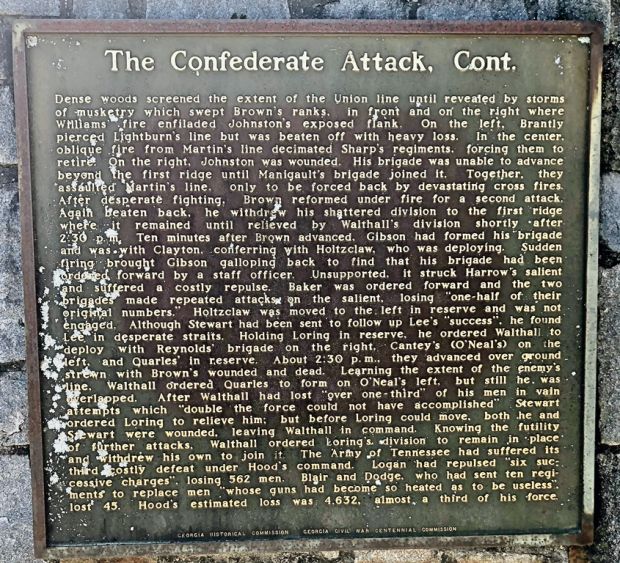 The Confederate Attack, Cont.
Dense woods screened the extent of the Union line until revealed by storms
of musketry which swept Brown's ranks, in front and on the right where
Williams' fire enfiladed Johnston's exposed flank. On the left, Brantly
pierced Lightburn's line but was beaten off with heavy loss. In the center,
oblique fire from Martin's line decimated Sharp's regiments, forcing them to
retire. On the right, Johnston was wounded. His brigade was unable to advance
beyond the first ridge until Manigault's brigade joined it. Together, they
assaulted Martin's line, only to be forced back by devastating cross fires.
After desperate fighting, Brown reformed under fire for a second attack.
Again beaten back, he withdrew his shattered division to the first ridge
where it remained until relieved by Walthall's division shortly after
2:30 p.m. Ten minutes after Brown advanced, Gibson had formed his brigade
and was with Clayton, conferring with Holtzclaw, who was deploying. Sudden
firing brought Gibson galloping back to find that his brigade had been
ordered forward by a staff officer. Unsupported, it struck Harrow's salient
and suffered a costly repulse. Baker was ordered forward and the two
brigades made repeated attacks on the salient, losing "one-half of their
original numbers." Holtzclaw was moved to the left in reserve and was not
engaged. Although Stewart had been sent to follow up Lee's "success", he found
Lee in desperate straits. Holding Loring in reserve, he ordered Walthall to
deploy with Reynolds' brigade on the right, Cantey's (O'Neal's) on the
left, and Quarles' in reserve. About 2:30 p.m., they advanced over ground
strewn with Brown's wounded and dead. Learning the extent of the enemy's
line, Walthall ordered Quarles to form on O'Neal's left, but still he was
overlapped. After Walthall had lost "over one-third" of his men in vain
attempts which "double the force could not have accomplished" Stewart
ordered Loring to relieve him; but before Loring could move, both he and
Stewart were wounded, leaving Walthall in command. Knowing the futility
of further attacks, Walthall ordered Loring's division to remain in place
and withdrew his own to join it. The Army of Tennessee had suffered its
third costly defeat under Hood's command. Logan had repulsed "six suc-
cessive charges", losing 562 men. Blair and Dodge, who had sent ten regi-
ments to replace men "whose guns had become so heated as to be useless",
lost 45. Hood's estimated loss was 4,632, almost a third of his force.
GEORGIA HISTORICAL COMMISSION GEORGIA CIVIL WAR CENTENNIAL COMMISSION